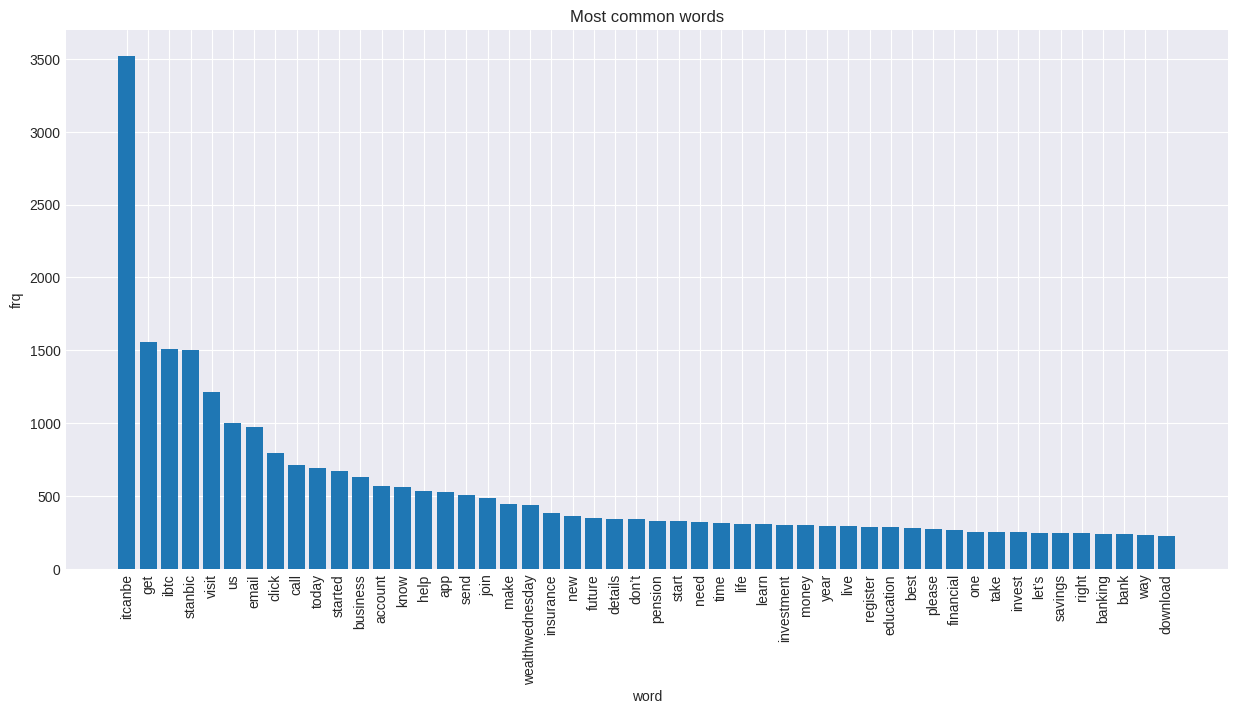 Most common words
frq
3500
3000
2500
2000
1500
1000
500
0
itcanbe
get
ibtc
stanbic
visit
us
email
click
call
today
started
business
account
know
help
app
send
join
make
wealthwednesday
insurance
new
future
details
don't
pension
start
need
time
life
learn
investment
money
year
live
register
education
best
please
financial
one
take
invest
let's
savings
right
banking
bank
way
download
word